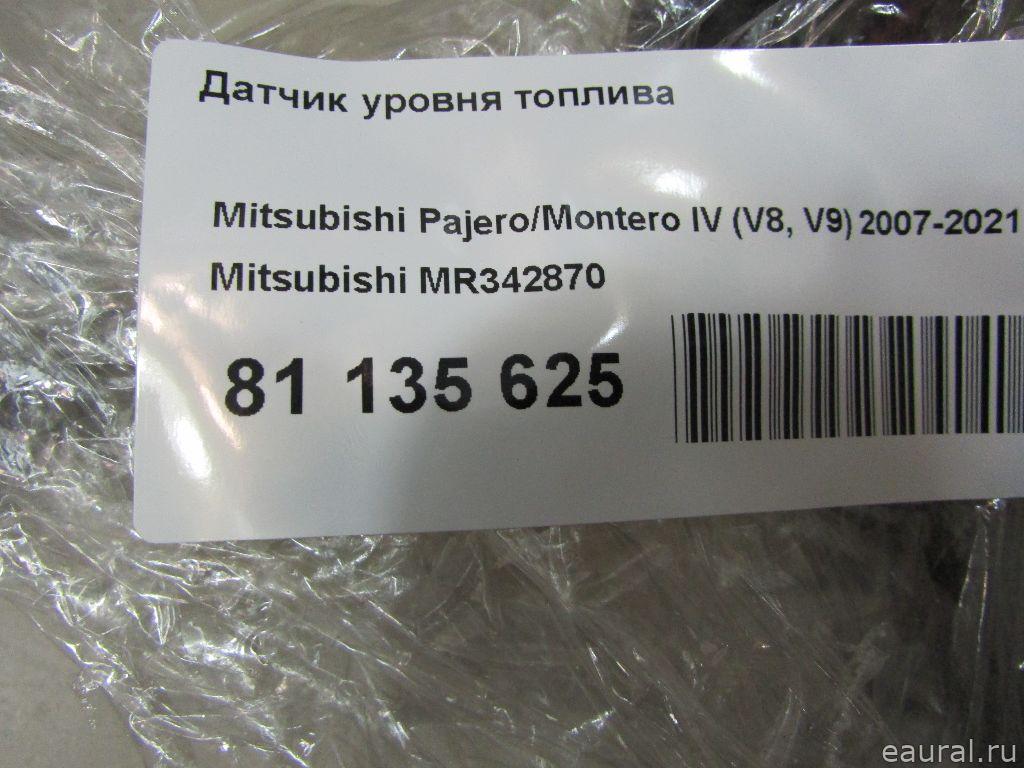 Датчик уровня топлива
Mitsubishi Pajero/Montero IV (V8, V9) 2007-2021
Mitsubishi MR342870
81 135 625
eaural.ru